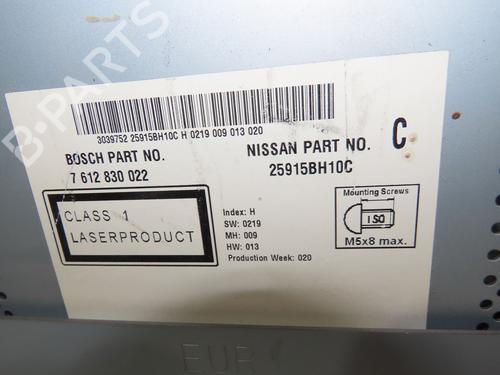 B-PARTS
3039752 25915BH10C H 0219 009 013 020
BOSCH PART NO.
7 612 830 022
NISSAN PART NO.
25915BH10C
C
CLASS 1
LASERPRODUCT
Index: H
SW: 0219
MH: 009
HW: 013
Production Week: 020
Mounting Screws
ISO
M5x8 max.
EUR